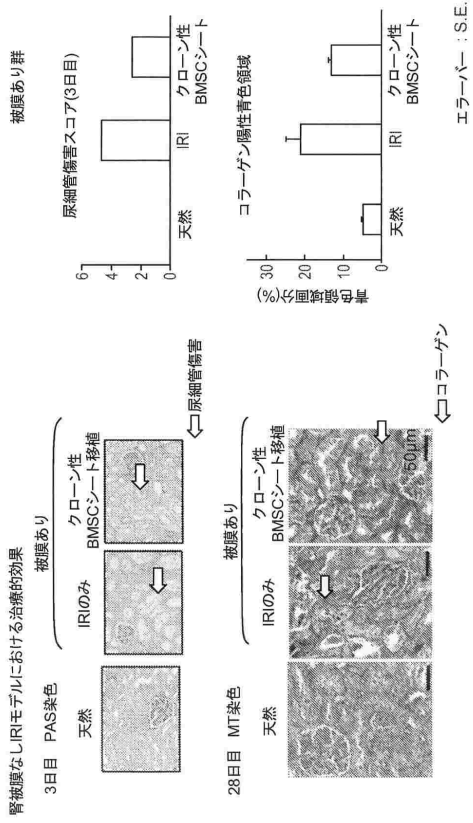 腎被膜なしIRIモデルにおける治療的効果
3日目 PAS染色
被膜あり
天然
IRIのみ
クローン性
BMSCシート移植
尿細管傷害
28日目 MT染色
被膜あり
天然
IRIのみ
クローン性
BMSCシート移植
50μm
コラーゲン
被膜あり群
尿細管傷害スコア(3日目)
6
4
2
0
天然
IRI
クローン性
BMSCシート
コラーゲン陽性青色領域
青色領域画分(%)
30
20
10
0
天然
IRI
クローン性
BMSCシート
エラーバー:S.E.